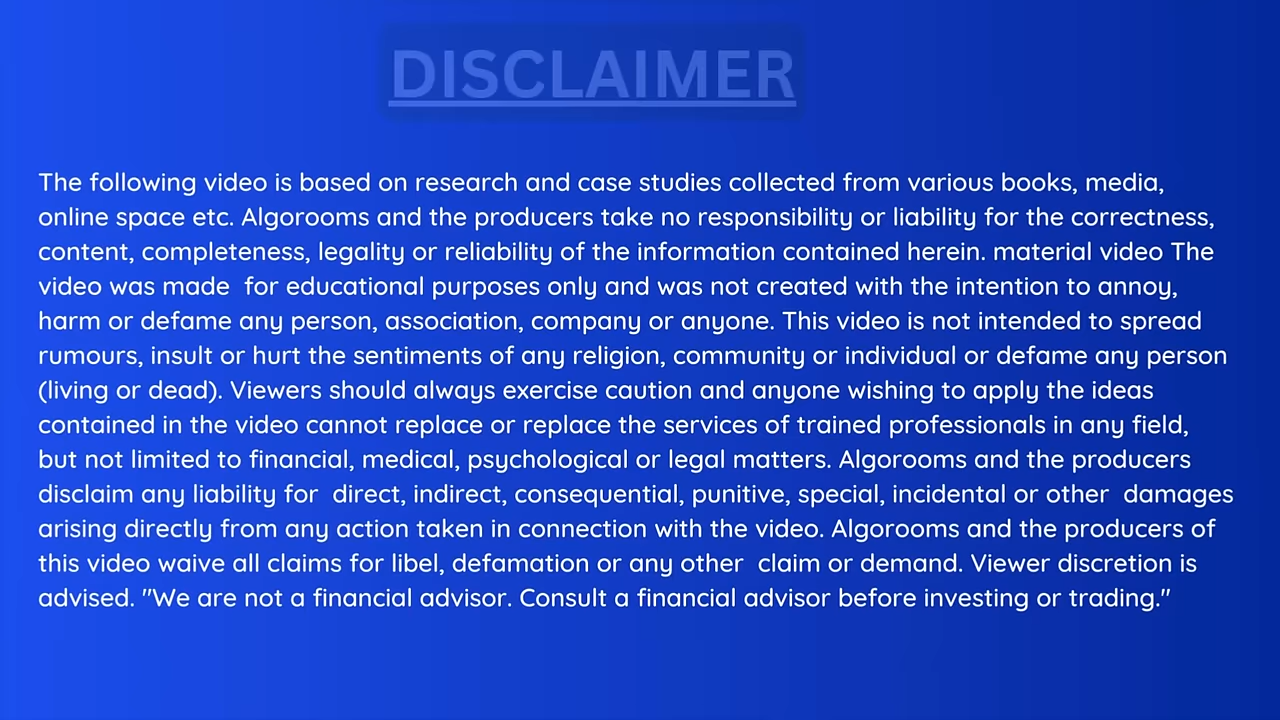 DISCLAIMER
The following video is based on research and case studies collected from various books, media,
online space etc. Algorooms and the producers take no responsibility or liability for the correctness,
content, completeness, legality or reliability of the information contained herein. material video The
video was made  for educational purposes only and was not created with the intention to annoy,
harm or defame any person, association, company or anyone. This video is not intended to spread
rumours, insult or hurt the sentiments of any religion, community or individual or defame any person
(living or dead). Viewers should always exercise caution and anyone wishing to apply the ideas
contained in the video cannot replace or replace the services of trained professionals in any field,
but not limited to financial, medical, psychological or legal matters. Algorooms and the producers
disclaim any liability for  direct, indirect, consequential, punitive, special, incidental or other  damages
arising directly from any action taken in connection with the video. Algorooms and the producers of
this video waive all claims for libel, defamation or any other  claim or demand. Viewer discretion is
advised. "We are not a financial advisor. Consult a financial advisor before investing or trading."